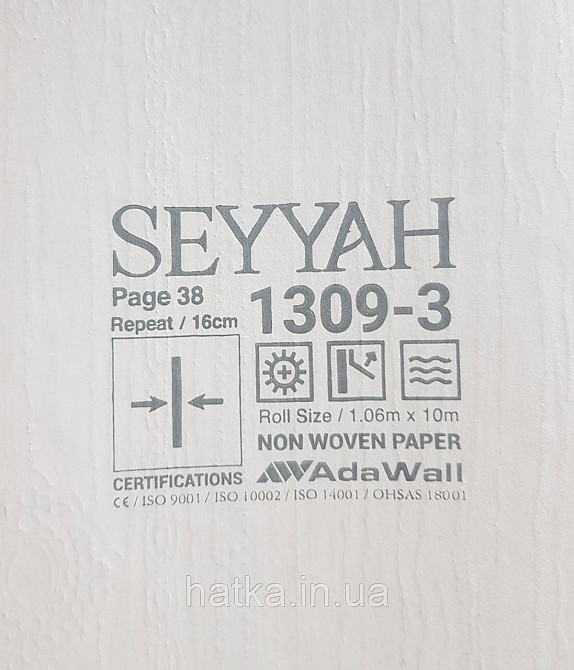 SEYYAH
Page 38
Repeat / 16cm
1309-3
Roll Size / 1.06m x 10m
NON WOVEN PAPER
AdaWall
CERTIFICATIONS
CE / ISO 9001 / ISO 10002 / ISO 14001 / OHSAS 18001
hatka.in.ua